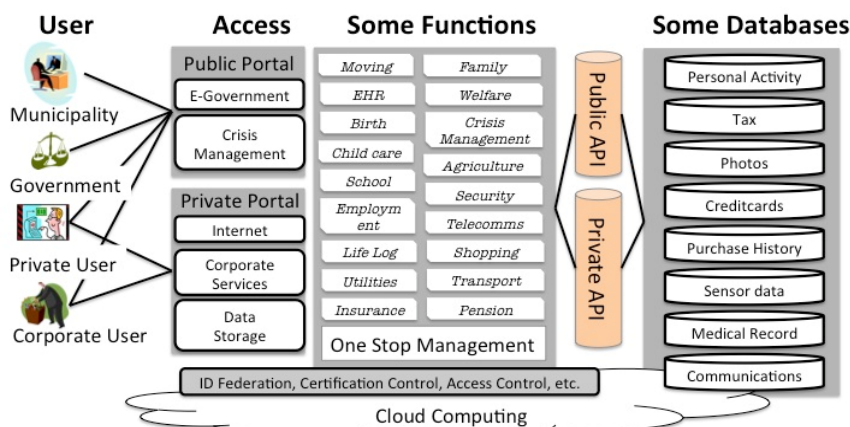 User
Access
Some Functions
Some Databases
Municipality
Government
Private User
Corporate User
Public Portal
E-Government
Crisis
Management
Private Portal
Internet
Corporate
Services
Data
Storage
Moving
EHR
Birth
Child care
School
Employm
ent
Life Log
Utilities
Insurance
Family
Welfare
Crisis
Management
Agriculture
Security
Telecomms
Shopping
Transport
Pension
One Stop Management
Public API
Private API
Personal Activity
Tax
Photos
Creditcards
Purchase History
Sensor data
Medical Record
Communications
ID Federation, Certification Control, Access Control, etc.
Cloud Computing